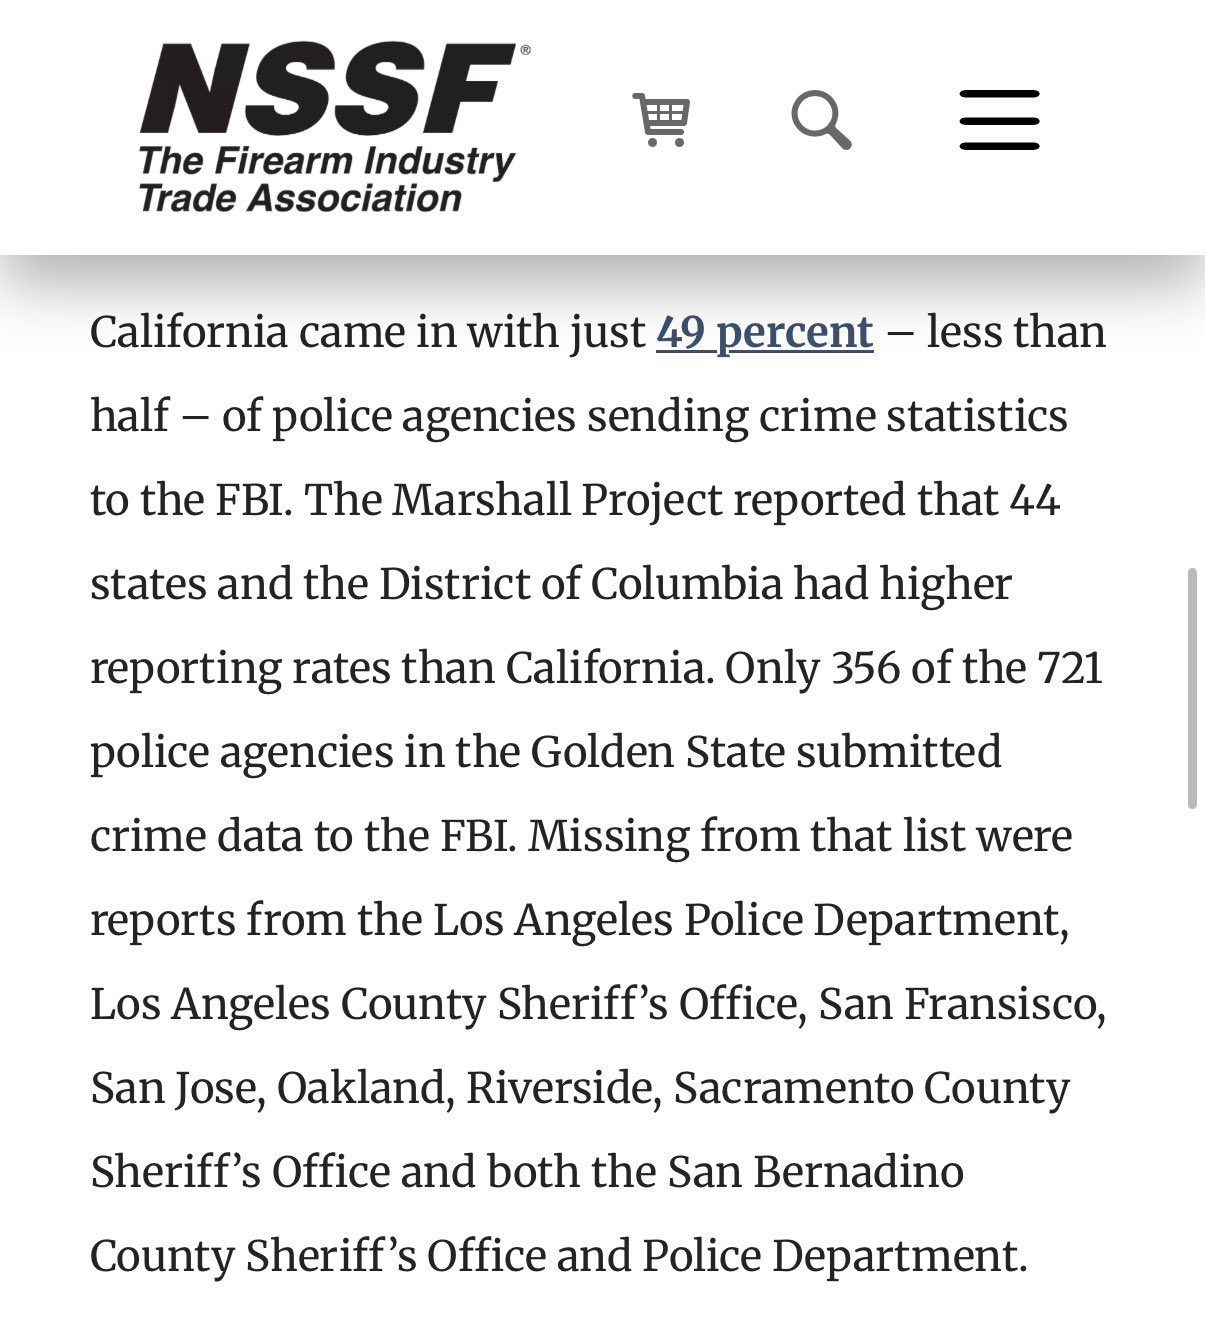 NSSF®
The Firearm Industry
Trade Association
California came in with just 49 percent – less than
half – of police agencies sending crime statistics
to the FBI. The Marshall Project reported that 44
states and the District of Columbia had higher
reporting rates than California. Only 356 of the 721
police agencies in the Golden State submitted
crime data to the FBI. Missing from that list were
reports from the Los Angeles Police Department,
Los Angeles County Sheriff’s Office, San Fransisco,
San Jose, Oakland, Riverside, Sacramento County
Sheriff’s Office and both the San Bernadino
County Sheriff’s Office and Police Department.